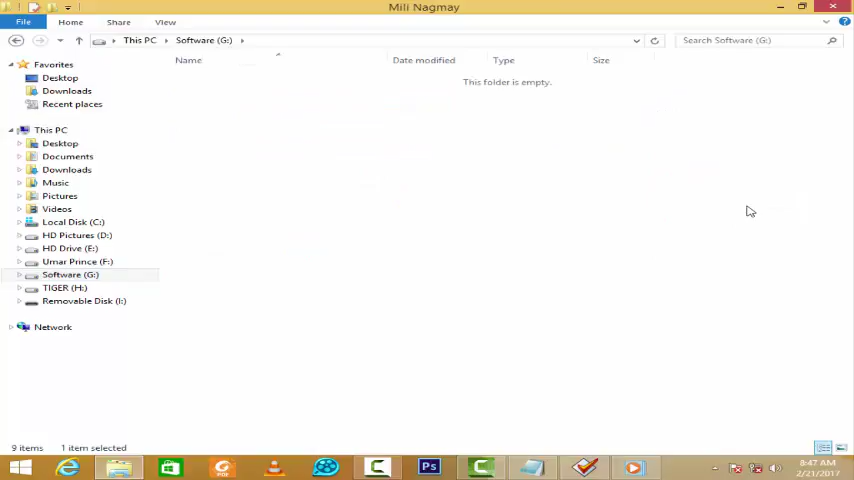 Mili Nagmay
File Home Share View
This PC Software (G:) Search Software (G:)
Name Date modified Type Size
This folder is empty.
Favorites
Desktop
Downloads
Recent places
This PC
Desktop
Documents
Downloads
Music
Pictures
Videos
Local Disk (C:)
HD Pictures (D:)
HD Drive (E:)
Umar Prince (F:)
Software (G:)
TIGER (H:)
Removable Disk (I:)
Network
9 items 1 item selected
PDF Ps 8:47 AM
2/21/2017